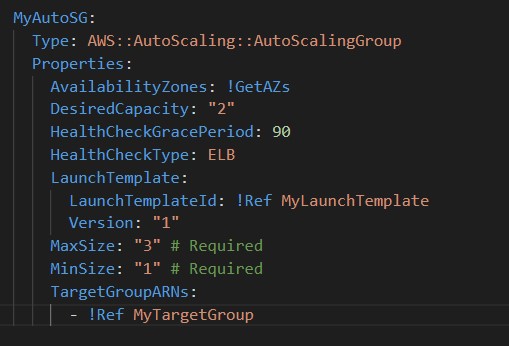 MyAutoSG:
  Type: AWS::AutoScaling::AutoScalingGroup
  Properties:
    AvailabilityZones: !GetAZs
    DesiredCapacity: "2"
    HealthCheckGracePeriod: 90
    HealthCheckType: ELB
    LaunchTemplate:
      LaunchTemplateId: !Ref MyLaunchTemplate
      Version: "1"
    MaxSize: "3" # Required
    MinSize: "1" # Required
    TargetGroupARNs:
      - !Ref MyTargetGroup